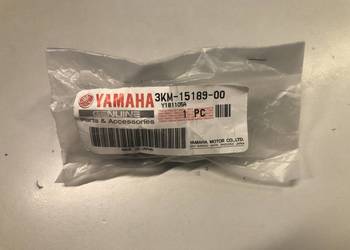 YAMAHA 3KM-15189-00
Y181105A
GENUINE
Parts & Accessories 1 PC
YAMAHA MOTOR CO., LTD.